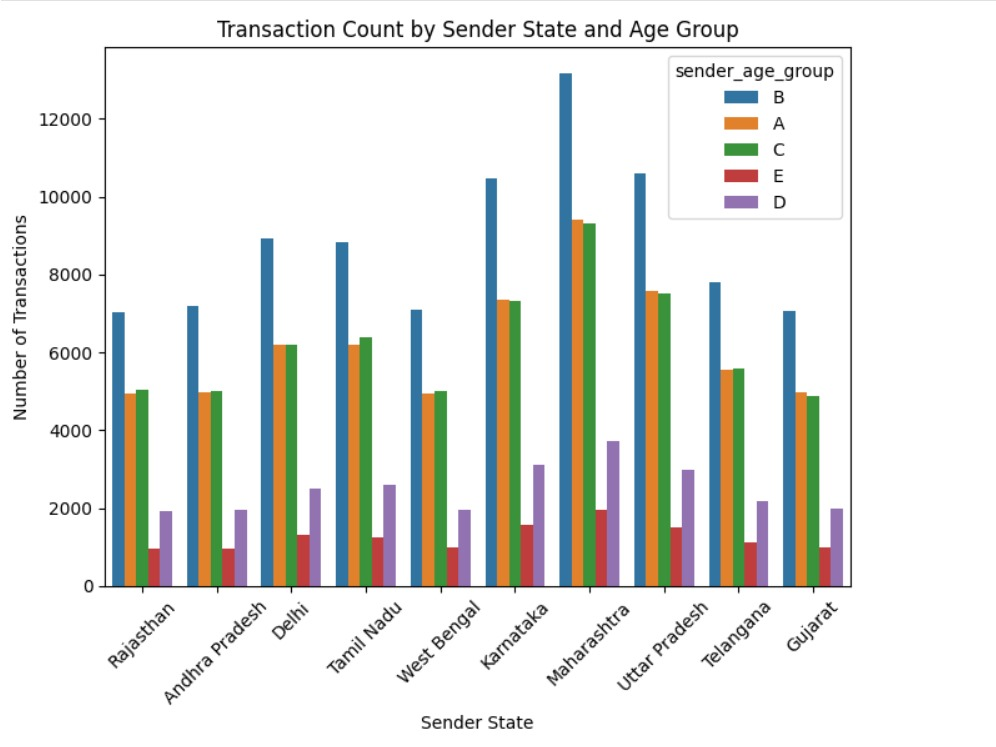 Transaction Count by Sender State and Age Group
sender_age_group
B
A
C
E
D
Number of Transactions
12000
10000
8000
6000
4000
2000
0
Rajasthan
Andhra Pradesh
Delhi
Tamil Nadu
West Bengal
Karnataka
Maharashtra
Uttar Pradesh
Telangana
Gujarat
Sender State